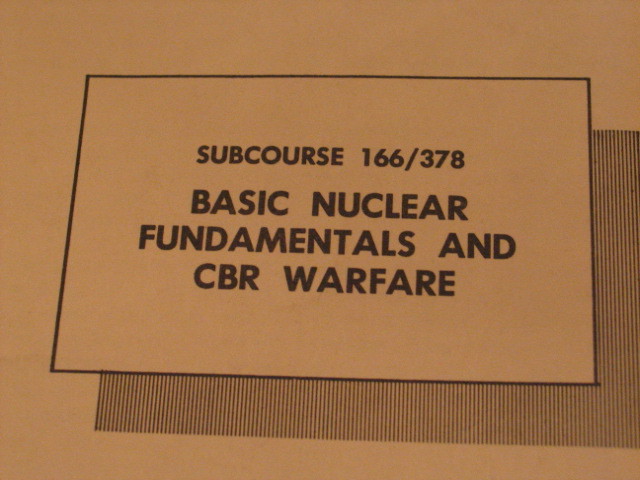 SUBCOURSE 166/378
BASIC NUCLEAR
FUNDAMENTALS AND
CBR WARFARE